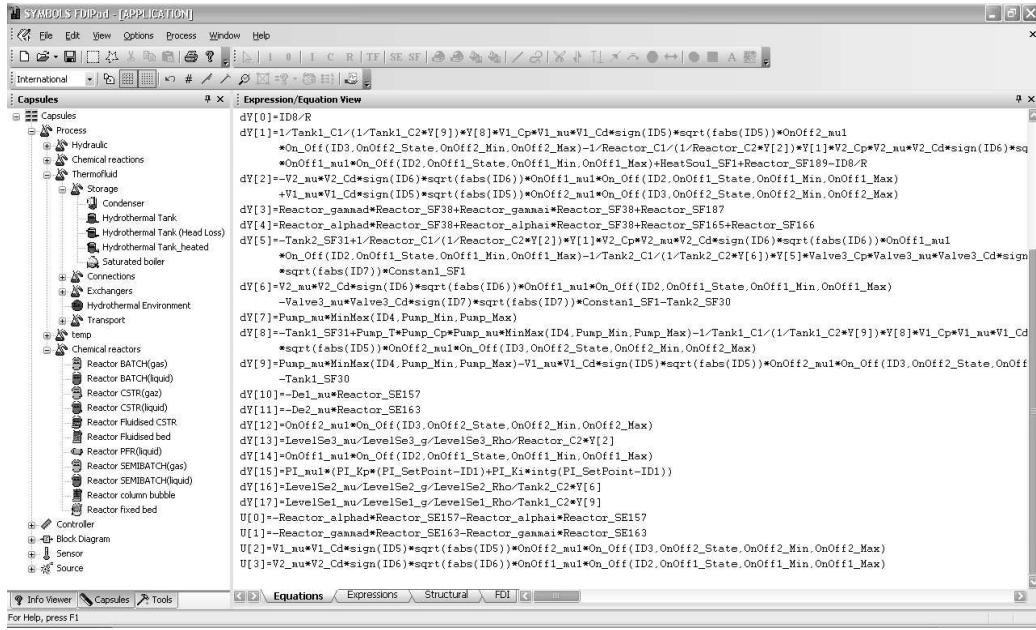 SYMBOLS FDIPad - [APPLICATION]
File Edit View Options Process Window Help
1 0 I C R TF SE SF A
International
Capsules
Expression/Equation View
Capsules
Process
Hydraulic
Chemical reactions
Thermofluid
Storage
Condenser
Hydrothermal Tank
Hydrothermal Tank (Head Loss)
Hydrothermal Tank_heated
Saturated boiler
Connections
Exchangers
Hydrothermal Environment
Transport
temp
Chemical reactors
Reactor BATCH(gas)
Reactor BATCH(liquid)
Reactor CSTR(gaz)
Reactor CSTR(liquid)
Reactor Fluidised CSTR
Reactor Fluidised bed
Reactor PFR(liquid)
Reactor SEMIBATCH(gas)
Reactor SEMIBATCH(liquid)
Reactor column bubble
Reactor fixed bed
Controller
Block Diagram
Sensor
Source
dY[0]=ID8/R
dY[1]=1/Tank1_C1/(1/Tank1_C2*Y[9])*Y[8]*V1_Cp*V1_mu*V1_Cd*sign(ID5)*sqrt(fabs(ID5))*OnOff2_mu1
*On_Off(ID3,OnOff2_State,OnOff2_Min,OnOff2_Max)-1/Reactor_C1/(1/Reactor_C2*Y[2])*Y[1]*V2_Cp*V2_mu*V2_Cd*sign(ID6)*sq
*OnOff1_mu1*On_Off(ID2,OnOff1_State,OnOff1_Min,OnOff1_Max)+HeatSou1_SF1+Reactor_SF189-ID8/R
dY[2]=-V2_mu*V2_Cd*sign(ID6)*sqrt(fabs(ID6))*OnOff1_mu1*On_Off(ID2,OnOff1_State,OnOff1_Min,OnOff1_Max)
+V1_mu*V1_Cd*sign(ID5)*sqrt(fabs(ID5))*OnOff2_mu1*On_Off(ID3,OnOff2_State,OnOff2_Min,OnOff2_Max)
dY[3]=Reactor_gammad*Reactor_SF38+Reactor_gammai*Reactor_SF38+Reactor_SF187
dY[4]=Reactor_alphad*Reactor_SF38+Reactor_alphai*Reactor_SF38+Reactor_SF165+Reactor_SF166
dY[5]=-Tank2_SF31+1/Reactor_C1/(1/Reactor_C2*Y[2])*Y[1]*V2_Cp*V2_mu*V2_Cd*sign(ID6)*sqrt(fabs(ID6))*OnOff1_mu1
*On_Off(ID2,OnOff1_State,OnOff1_Min,OnOff1_Max)-1/Tank2_C1/(1/Tank2_C2*Y[6])*Y[5]*Valve3_Cp*Valve3_mu*Valve3_Cd*sign
*sqrt(fabs(ID7))*Constan1_SF1
dY[6]=V2_mu*V2_Cd*sign(ID6)*sqrt(fabs(ID6))*OnOff1_mu1*On_Off(ID2,OnOff1_State,OnOff1_Min,OnOff1_Max)
-Valve3_mu*Valve3_Cd*sign(ID7)*sqrt(fabs(ID7))*Constan1_SF1-Tank2_SF30
dY[7]=Pump_mu*MinMax(ID4,Pump_Min,Pump_Max)
dY[8]=-Tank1_SF31+Pump_T*Pump_Cp*Pump_mu*MinMax(ID4,Pump_Min,Pump_Max)-1/Tank1_C1/(1/Tank1_C2*Y[9])*Y[8]*V1_Cp*V1_mu*V1_Cd
*sqrt(fabs(ID5))*OnOff2_mu1*On_Off(ID3,OnOff2_State,OnOff2_Min,OnOff2_Max)
dY[9]=Pump_mu*MinMax(ID4,Pump_Min,Pump_Max)-V1_mu*V1_Cd*sign(ID5)*sqrt(fabs(ID5))*OnOff2_mu1*On_Off(ID3,OnOff2_State,OnOff2_Min,OnOff
-Tank1_SF30
dY[10]=-De1_mu*Reactor_SE157
dY[11]=-De2_mu*Reactor_SE163
dY[12]=OnOff2_mu1*On_Off(ID3,OnOff2_State,OnOff2_Min,OnOff2_Max)
dY[13]=LevelSe3_mu/LevelSe3_g/LevelSe3_Rho/Reactor_C2*Y[2]
dY[14]=OnOff1_mu1*On_Off(ID2,OnOff1_State,OnOff1_Min,OnOff1_Max)
dY[15]=PI_mu1*(PI_Kp*(PI_SetPoint-ID1)+PI_Ki*intg(PI_SetPoint-ID1))
dY[16]=LevelSe2_mu/LevelSe2_g/LevelSe2_Rho/Tank2_C2*Y[6]
dY[17]=LevelSe1_mu/LevelSe1_g/LevelSe1_Rho/Tank1_C2*Y[9]
U[0]=-Reactor_alphad*Reactor_SE157-Reactor_alphai*Reactor_SE157
U[1]=-Reactor_gammad*Reactor_SE163-Reactor_gammai*Reactor_SE163
U[2]=V1_mu*V1_Cd*sign(ID5)*sqrt(fabs(ID5))*OnOff2_mu1*On_Off(ID3,OnOff2_State,OnOff2_Min,OnOff2_Max)
U[3]=V2_mu*V2_Cd*sign(ID6)*sqrt(fabs(ID6))*OnOff1_mu1*On_Off(ID2,OnOff1_State,OnOff1_Min,OnOff1_Max)
Info Viewer Capsules Tools
Equations Expressions Structural FDI
For Help, press F1